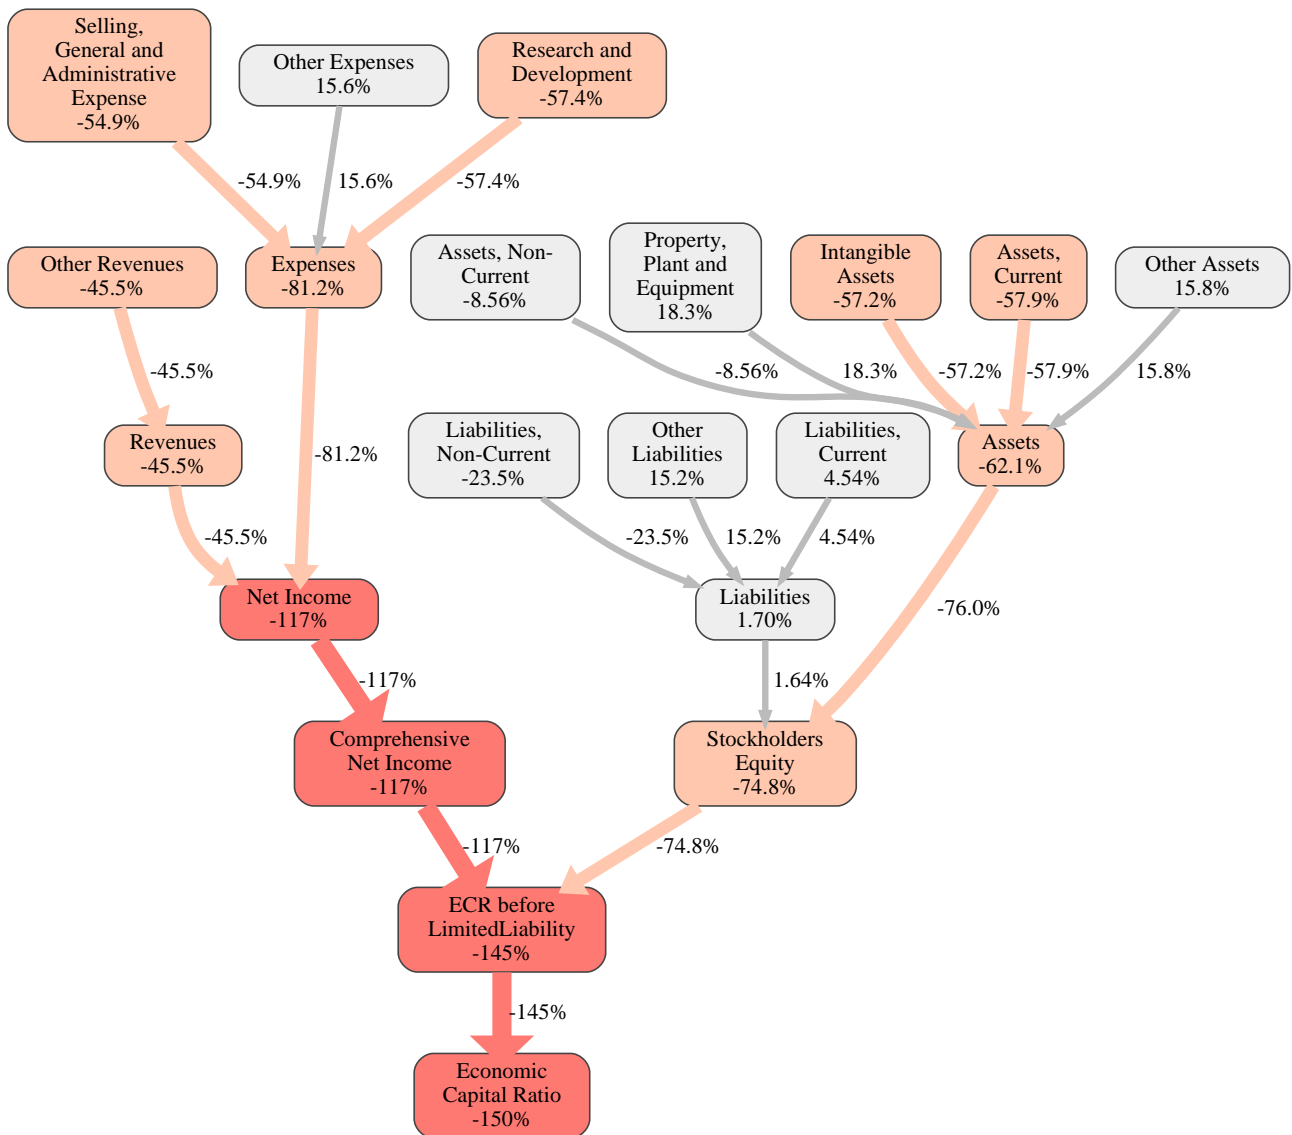 Selling,
General and
Administrative
Expense
-54.9%
Other Expenses
15.6%
Research and
Development
-57.4%
-54.9%
15.6%
-57.4%
Other Revenues
-45.5%
Expenses
-81.2%
Assets, Non-
Current
-8.56%
Property,
Plant and
Equipment
18.3%
Intangible
Assets
-57.2%
Assets,
Current
-57.9%
Other Assets
15.8%
-45.5%
-81.2%
-8.56%
18.3%
-57.2%
-57.9%
15.8%
Revenues
-45.5%
Liabilities,
Non-Current
-23.5%
Other
Liabilities
15.2%
Liabilities,
Current
4.54%
Assets
-62.1%
-45.5%
-23.5%
15.2%
4.54%
-76.0%
Net Income
-117%
Liabilities
1.70%
-117%
1.64%
Comprehensive
Net Income
-117%
Stockholders
Equity
-74.8%
-117%
-74.8%
ECR before
LimitedLiability
-145%
-145%
Economic
Capital Ratio
-150%